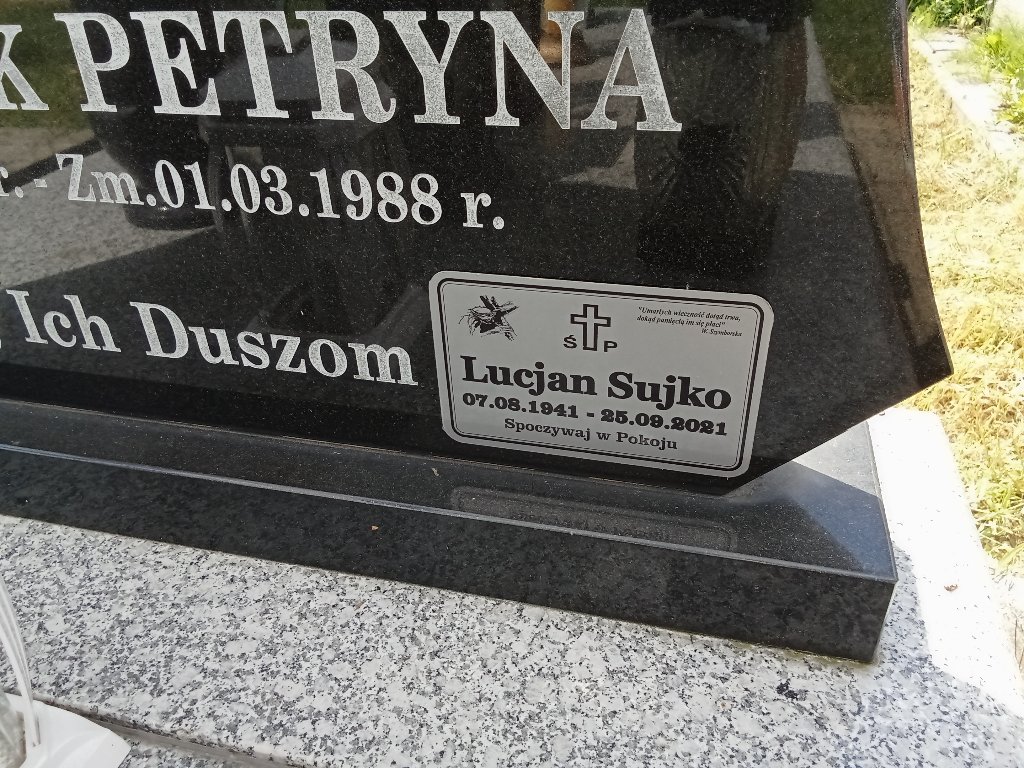 K PETRYNA
r. - Zm.01.03.1988 r.
Ich Duszom
"Umarłych wieczność dotąd trwa,
dokąd pamięcią im się płaci"
W. Szymborska
Ś P
Lucjan Sujko
07.08.1941 - 25.09.2021
Spoczywaj w Pokoju